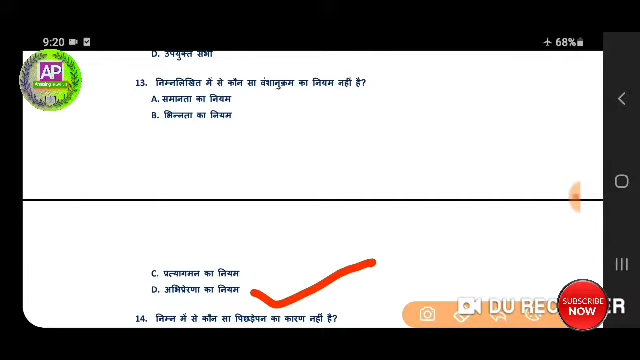 9:20
68%
D. उपर्युक्त सभी
AP
13. निम्नलिखित में से कौन सा वंशानुक्रम का नियम नहीं है?
A. समानता का नियम
B. भिन्नता का नियम
C. प्रत्यागमन का नियम
D. अभिप्रेरणा का नियम
DU REC
SUBSCRIBE
NOW
14. निम्न में से कौन सा पिछड़ेपन का कारण नहीं है?